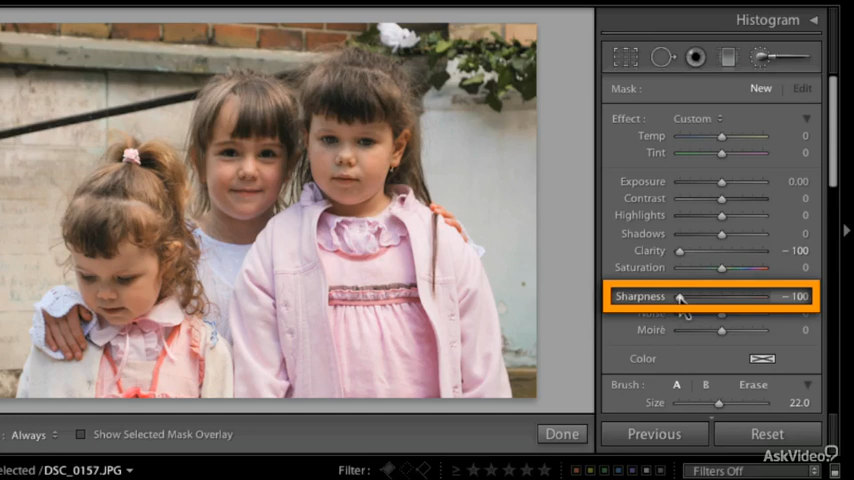 Histogram
Mask : New Edit
Effect : Custom
Temp 0
Tint 0
Exposure 0.00
Contrast 0
Highlights 0
Shadows 0
Clarity – 100
Saturation 0
Sharpness – 100
Noise
Moiré 0
Color
Brush : A B Erase
Size 22.0
: Always Show Selected Mask Overlay Done
Previous Reset
AskVideo
elected / DSC_0157.JPG Filter : ≥ Filters Off